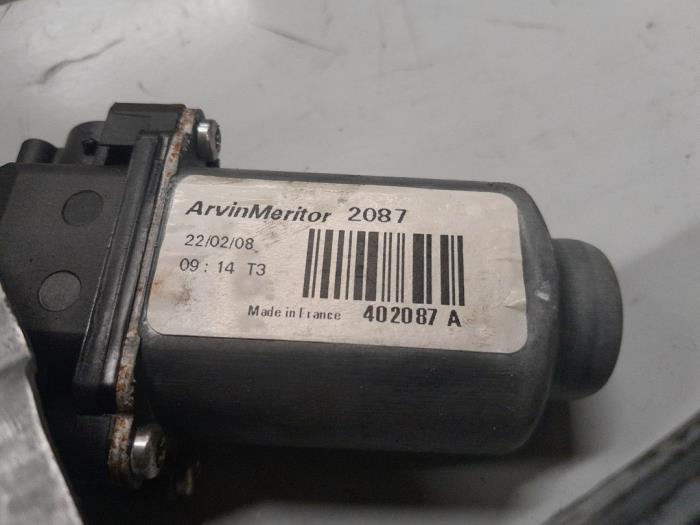 ArvinMeritor 2087
22/02/08
09 : 14 T3
Made in France 402087 A